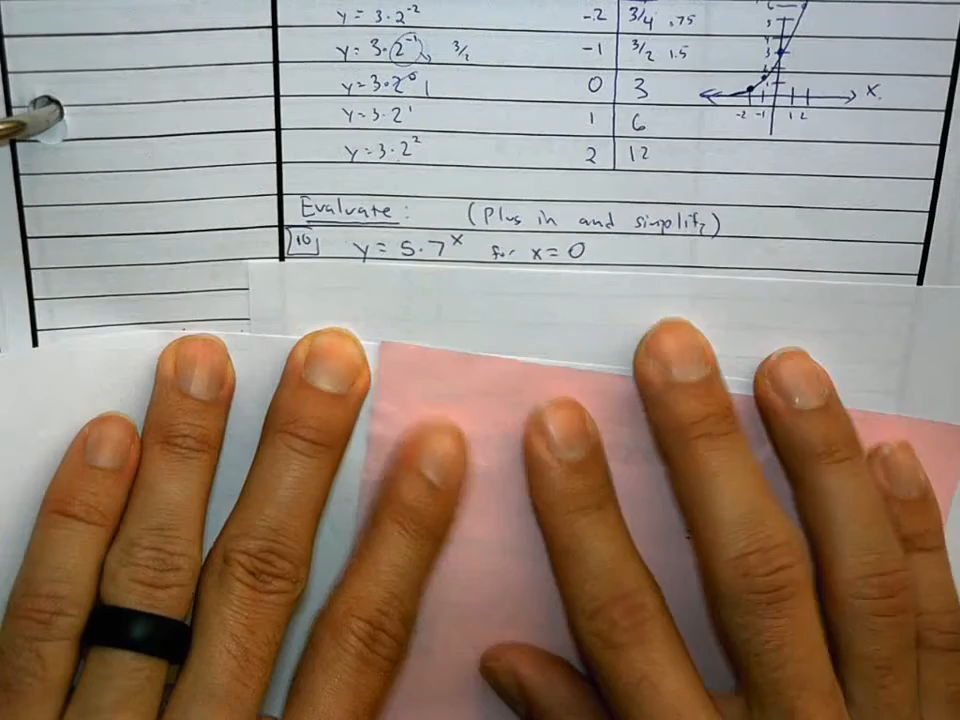 y = 3·2⁻² -2 3/4 .75
y = 3·2⁻¹ 3/2 -1 3/2 1.5
y = 3·2⁰ 1 0 3
y = 3·2¹ 1 6
y = 3·2² 2 12
5
3
x
-2 -1 1 2
Evaluate: (Plug in and simplify)
10 y = 5·7ˣ for x = 0